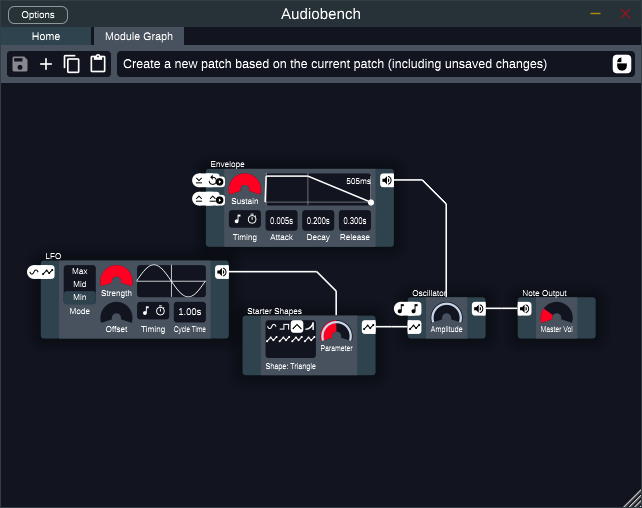 Audiobench
Options
Home
Module Graph
Create a new patch based on the current patch (including unsaved changes)
Envelope
505ms
Sustain
0.005s
0.200s
0.300s
Timing
Attack
Decay
Release
LFO
Max
Mid
Min
Mode
Strength
Offset
Timing
1.00s
Cycle Time
Starter Shapes
Parameter
Shape: Triangle
Oscillator
Amplitude
Note Output
Master Vol